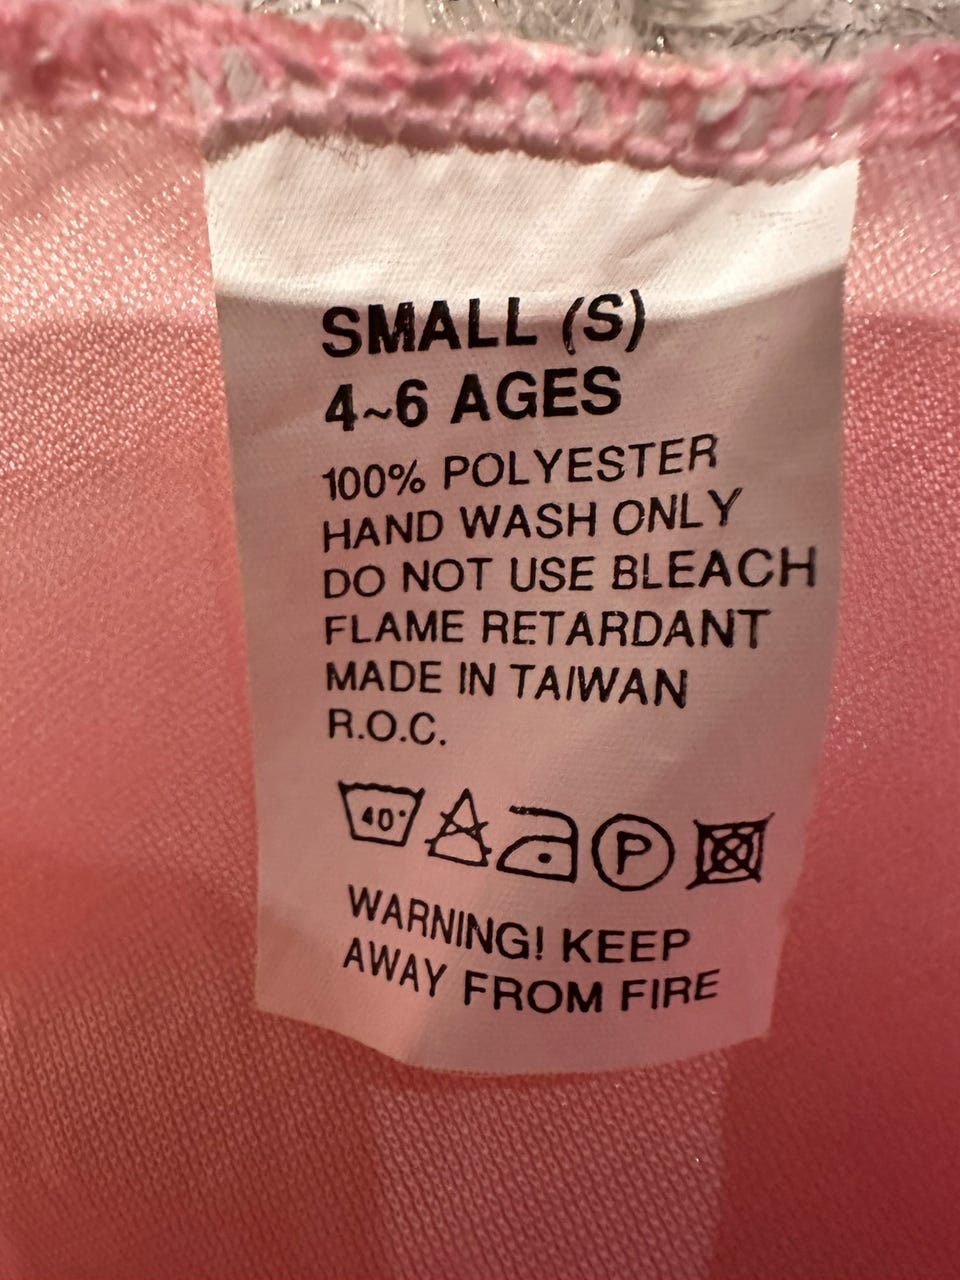 SMALL (S)
4~6 AGES
100% POLYESTER
HAND WASH ONLY
DO NOT USE BLEACH
FLAME RETARDANT
MADE IN TAIWAN
R.O.C.
40° P
WARNING! KEEP
AWAY FROM FIRE